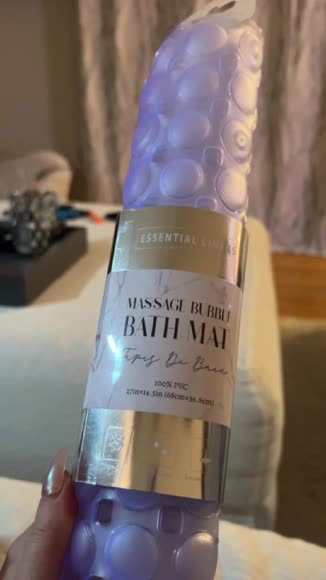 ESSENTIAL LINENS
MASSAGE BUBBLE
BATH MAT
Tapis De Bain
100% PVC
27in×14.5in (68cm×36.8cm)